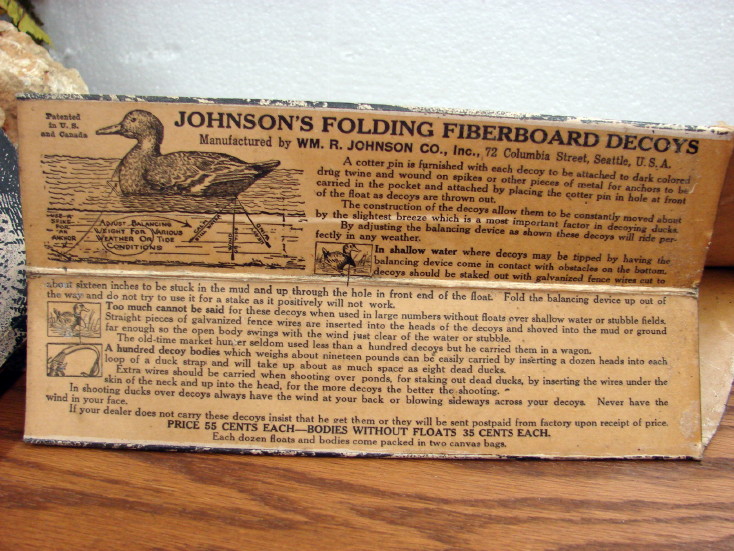 Patented
in U. S.
and Canada
JOHNSON'S FOLDING FIBERBOARD DECOYS
Manufactured by WM. R. JOHNSON CO., Inc., 72 Columbia Street, Seattle, U. S. A.
A cotter pin is furnished with each decoy to be attached to dark colored
drug twine and wound on spikes or other pieces of metal for anchors to be
carried in the pocket and attached by placing the cotter pin in hole at front
of the float as decoys are thrown out.
The construction of the decoys allow them to be constantly moved about
by the slightest breeze which is a most important factor in decoying ducks.
By adjusting the balancing device as shown these decoys will ride per-
fectly in any weather.
USE A
SPIKE
FOR
AN
ANCHOR
ADJUST BALANCING
WEIGHT FOR VARIOUS
WEATHER OR TIDE
CONDITIONS
In shallow water where decoys may be tipped by having the
balancing device come in contact with obstacles on the bottom,
decoys should be staked out with galvanized fence wires cut to
about sixteen inches to be stuck in the mud and up through the hole in front end of the float. Fold the balancing device up out of
the way and do not try to use it for a stake as it positively will not work.
Too much cannot be said for these decoys when used in large numbers without floats over shallow water or stubble fields.
Straight pieces of galvanized fence wires are inserted into the heads of the decoys and shoved into the mud or ground
far enough so the open body swings with the wind just clear of the water or stubble.
The old-time market hunter seldom used less than a hundred decoys but he carried them in a wagon.
A hundred decoy bodies which weighs about nineteen pounds can be easily carried by inserting a dozen heads into each
loop of a duck strap and will take up about as much space as eight dead ducks.
Extra wires should be carried when shooting over ponds, for staking out dead ducks, by inserting the wires under the
skin of the neck and up into the head, for the more decoys the better the shooting.
In shooting ducks over decoys always have the wind at your back or blowing sideways across your decoys. Never have the
wind in your face.
If your dealer does not carry these decoys insist that he get them or they will be sent postpaid from factory upon receipt of price.
PRICE 55 CENTS EACH—BODIES WITHOUT FLOATS 35 CENTS EACH.
Each dozen floats and bodies come packed in two canvas bags.